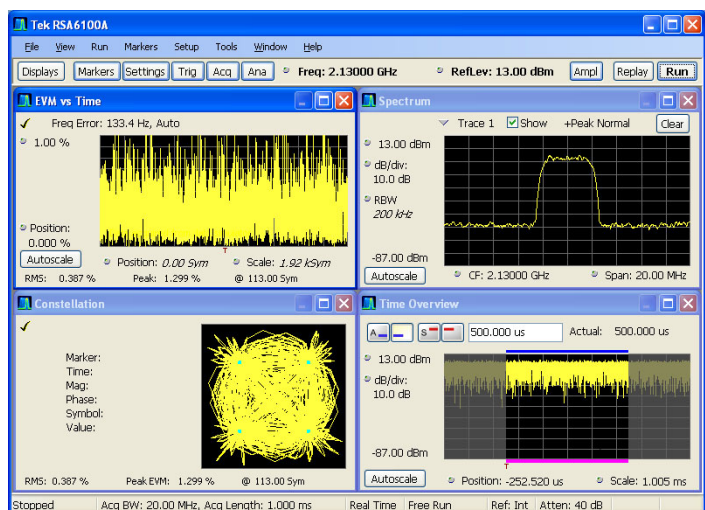 Tek RSA6100A
File View Run Markers Setup Tools Window Help
Displays Markers Settings Trig Acq Ana Freq: 2.13000 GHz RefLev: 13.00 dBm Ampl Replay Run
EVM vs Time
Freq Error: 133.4 Hz, Auto
1.00 %
Position:
0.000 %
Autoscale Position: 0.00 Sym Scale: 1.92 kSym
RMS: 0.387 % Peak: 1.299 % @ 113.00 Sym
T
Spectrum
Trace 1 Show +Peak Normal Clear
13.00 dBm
dB/div:
10.0 dB
RBW
200 kHz
-87.00 dBm
Autoscale CF: 2.13000 GHz Span: 20.00 MHz
Constellation
Marker:
Time:
Mag:
Phase:
Symbol:
Value:
RMS: 0.387 % Peak EVM: 1.299 % @ 113.00 Sym
Time Overview
A S 500.000 us Actual: 500.000 us
13.00 dBm
dB/div:
10.0 dB
-87.00 dBm
T
Autoscale Position: -252.520 us Scale: 1.005 ms
Stopped Acq BW: 20.00 MHz, Acq Length: 1.000 ms Real Time Free Run Ref: Int Atten: 40 dB